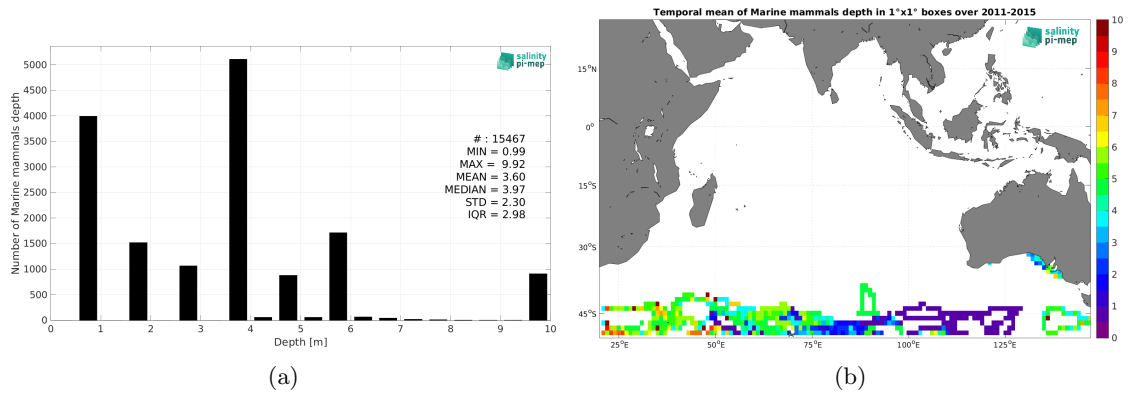 Number of Marine mammals depth
5000
4500
4000
3500
3000
2500
2000
1500
1000
500
0
0 1 2 3 4 5 6 7 8 9 10
Depth [m]
salinity
pi-mep
# : 15467
MIN = 0.99
MAX = 9.92
MEAN = 3.60
MEDIAN = 3.97
STD = 2.30
IQR = 2.98
(a)
Temporal mean of Marine mammals depth in 1°x1° boxes over 2011-2015
salinity
pi-mep
15°N
0°
15°S
30°S
45°S
25°E 50°E 75°E 100°E 125°E
10
9
8
7
6
5
4
3
2
1
0
(b)